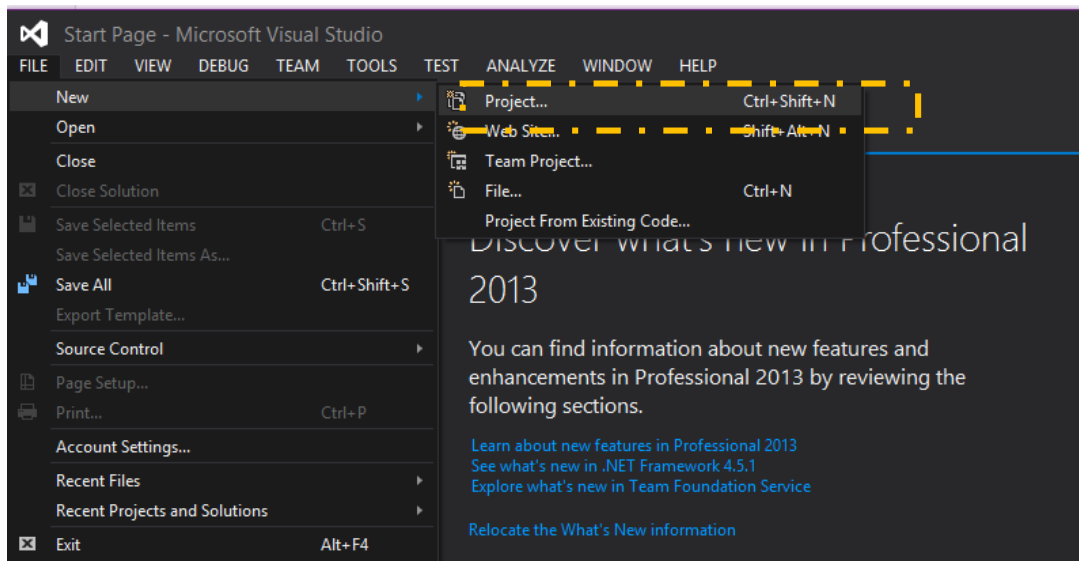 Start Page - Microsoft Visual Studio
FILE EDIT VIEW DEBUG TEAM TOOLS TEST ANALYZE WINDOW HELP
New
Open
Close
Close Solution
Save Selected Items Ctrl+S
Save Selected Items As...
Save All Ctrl+Shift+S
Export Template...
Source Control
Page Setup...
Print... Ctrl+P
Account Settings...
Recent Files
Recent Projects and Solutions
Exit Alt+F4
Project... Ctrl+Shift+N
Web Site... Shift+Alt+N
Team Project...
File... Ctrl+N
Project From Existing Code...
Discover what's new in Professional
2013
You can find information about new features and
enhancements in Professional 2013 by reviewing the
following sections.
Learn about new features in Professional 2013
See what's new in .NET Framework 4.5.1
Explore what's new in Team Foundation Service
Relocate the What's New information